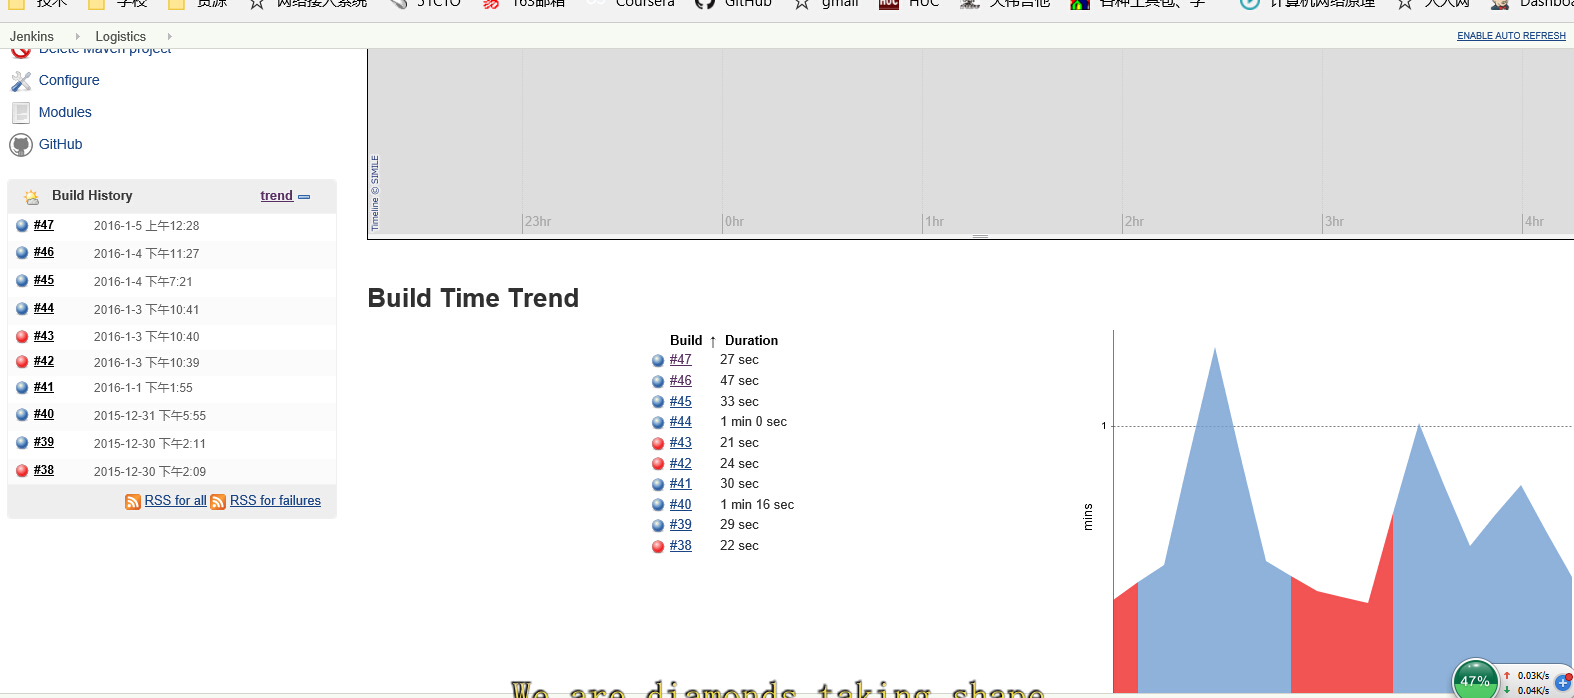 技术 学校 资源 网络接入系统 51CTO 163邮箱 Coursera GitHub gmail HUC 大伟吉他 各种工具包、字 计算机网络原理 人人网 Dashboa
Jenkins Logistics ENABLE AUTO REFRESH
Delete Maven project
Configure
Modules
GitHub
Timeline © SIMILE
23hr 0hr 1hr 2hr 3hr 4hr
Build History trend
#47 2016-1-5 上午12:28
#46 2016-1-4 下午11:27
#45 2016-1-4 下午7:21
#44 2016-1-3 下午10:41
#43 2016-1-3 下午10:40
#42 2016-1-3 下午10:39
#41 2016-1-1 下午1:55
#40 2015-12-31 下午5:55
#39 2015-12-30 下午2:11
#38 2015-12-30 下午2:09
RSS for all RSS for failures
Build Time Trend
Build ↑ Duration
#47 27 sec
#46 47 sec
#45 33 sec
#44 1 min 0 sec
#43 21 sec
#42 24 sec
#41 30 sec
#40 1 min 16 sec
#39 29 sec
#38 22 sec
1
mins
We are diamonds taking shape
47% ↑ 0.03K/s
↓ 0.04K/s